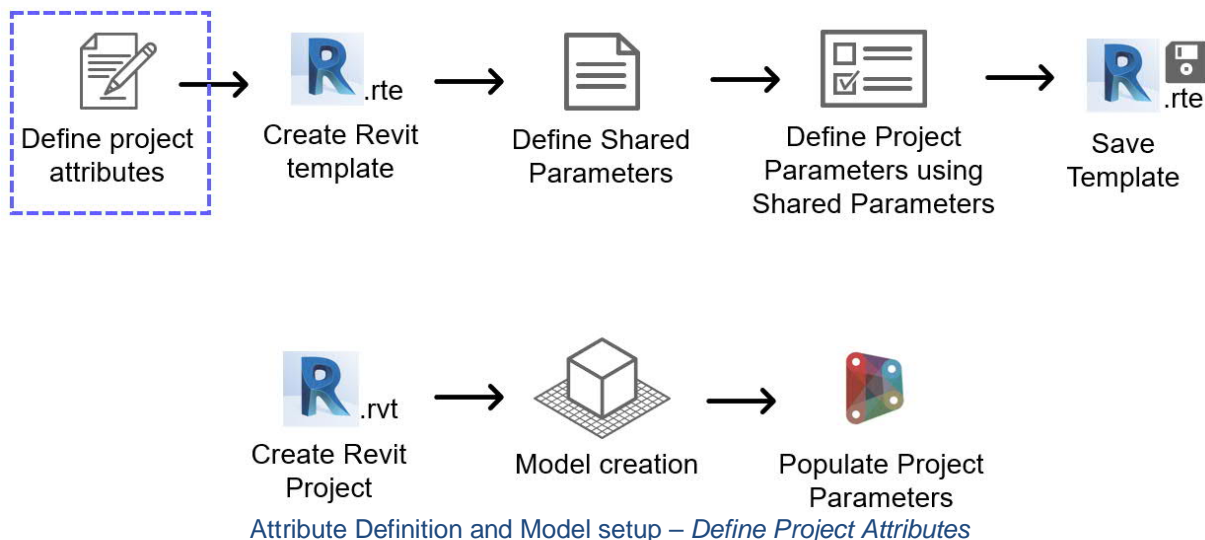 Define project
attributes
R .rte
Create Revit
template
Define Shared
Parameters
Define Project
Parameters using
Shared Parameters
R .rte
Save
Template
R .rvt
Create Revit
Project
Model creation
Populate Project
Parameters
Attribute Definition and Model setup – Define Project Attributes